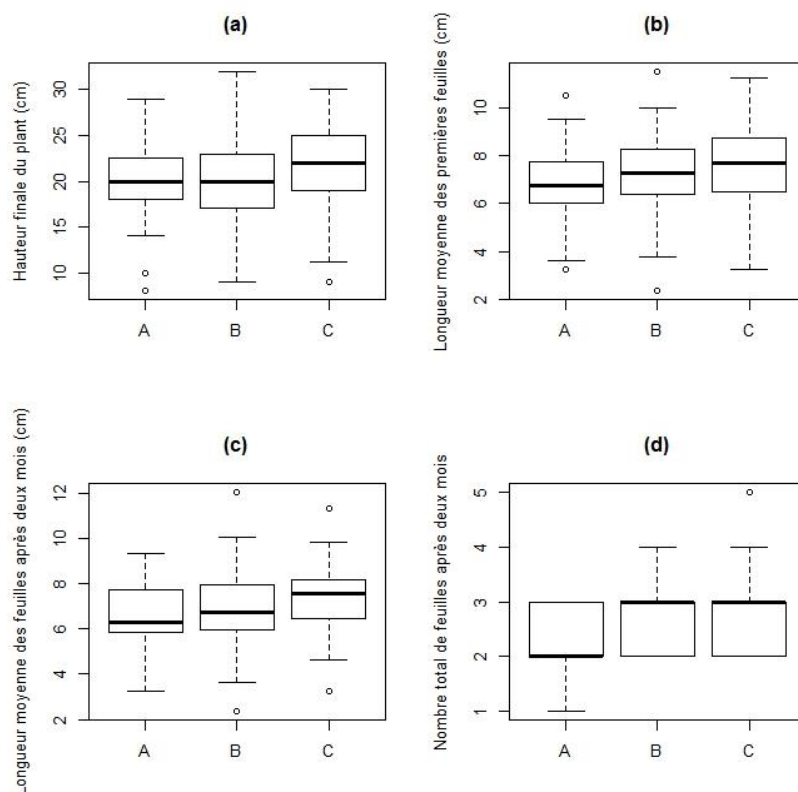 (a)
Hauteur finale du plant (cm)
30
25
20
15
10
A B C
(b)
Longueur moyenne des premières feuilles (cm)
10
8
6
4
2
A B C
(c)
Longueur moyenne des feuilles après deux mois (cm)
12
10
8
6
4
2
A B C
(d)
Nombre total de feuilles après deux mois
5
4
3
2
1
A B C